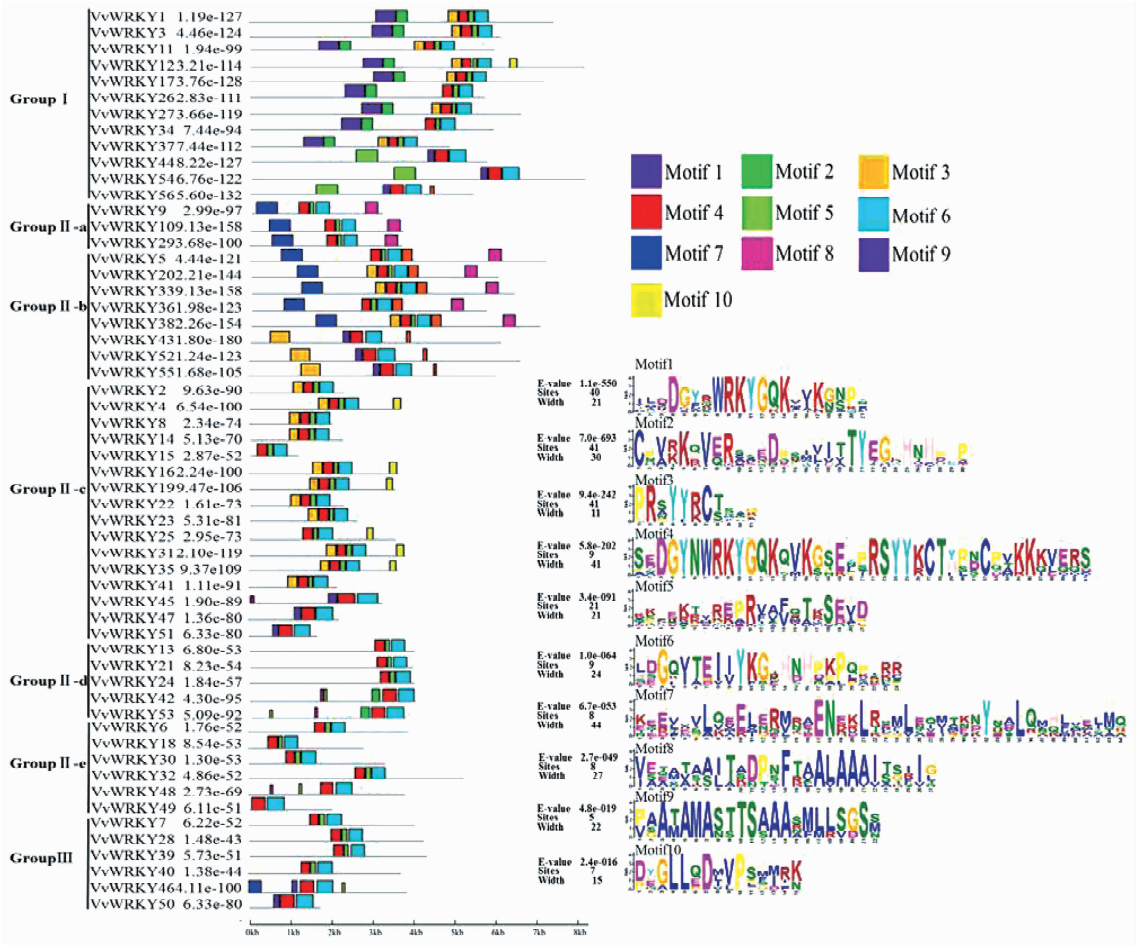 VvWRKY1 1.19e-127
VvWRKY3 4.46e-124
VvWRKY11 1.94e-99
VvWRKY123.21e-114
VvWRKY173.76e-128
VvWRKY262.83e-111
Group I
VvWRKY273.66e-119
VvWRKY34 7.44e-94
VvWRKY377.44e-112
VvWRKY448.22e-127
VvWRKY546.76e-122
VvWRKY565.60e-132
VvWRKY9 2.99e-97
Group II-a
VvWRKY109.13e-158
VvWRKY293.68e-100
VvWRKY5 4.44e-121
VvWRKY202.21e-144
VvWRKY339.13e-158
Group II-b
VvWRKY361.98e-123
VvWRKY382.26e-154
VvWRKY431.80e-180
VvWRKY521.24e-123
VvWRKY551.68e-105
VvWRKY2 9.63e-90
VvWRKY4 6.54e-100
VvWRKY8 2.34e-74
VvWRKY14 5.13e-70
VvWRKY15 2.87e-52
VvWRKY162.24e-100
Group II-c
VvWRKY199.47e-106
VvWRKY22 1.61e-73
VvWRKY23 5.31e-81
VvWRKY25 2.95e-73
VvWRKY312.10e-119
VvWRKY35 9.37e109
VvWRKY41 1.11e-91
VvWRKY45 1.90e-89
VvWRKY47 1.36e-80
VvWRKY51 6.33e-80
VvWRKY13 6.80e-53
VvWRKY21 8.23e-54
Group II-d
VvWRKY24 1.84e-57
VvWRKY42 4.30e-95
VvWRKY53 5.09e-92
VvWRKY6 1.76e-52
VvWRKY18 8.54e-53
Group II-e
VvWRKY30 1.30e-53
VvWRKY32 4.86e-52
VvWRKY48 2.73e-69
VvWRKY49 6.11e-51
VvWRKY7 6.22e-52
VvWRKY28 1.48e-43
GroupIII
VvWRKY39 5.73e-51
VvWRKY40 1.38e-44
VvWRKY464.11e-100
VvWRKY50 6.33e-80
0kb 1kb 2kb 3kb 4kb 5kb 6kb 7kb 8kb
Motif 1 Motif 2 Motif 3
Motif 4 Motif 5 Motif 6
Motif 7 Motif 8 Motif 9
Motif 10
Motif1
E-value 1.1e-550
Sites 40
Width 21
Motif2
E-value 7.0e-693
Sites 41
Width 30
Motif3
E-value 9.4e-242
Sites 41
Width 11
Motif4
E-value 5.8e-202
Sites 9
Width 41
Motif5
E-value 3.4e-091
Sites 21
Width 21
Motif6
E-value 1.0e-064
Sites 9
Width 24
Motif7
E-value 6.7e-053
Sites 8
Width 44
Motif8
E-value 2.7e-049
Sites 8
Width 27
Motif9
E-value 4.8e-019
Sites 5
Width 22
Motif10
E-value 2.4e-016
Sites 7
Width 15